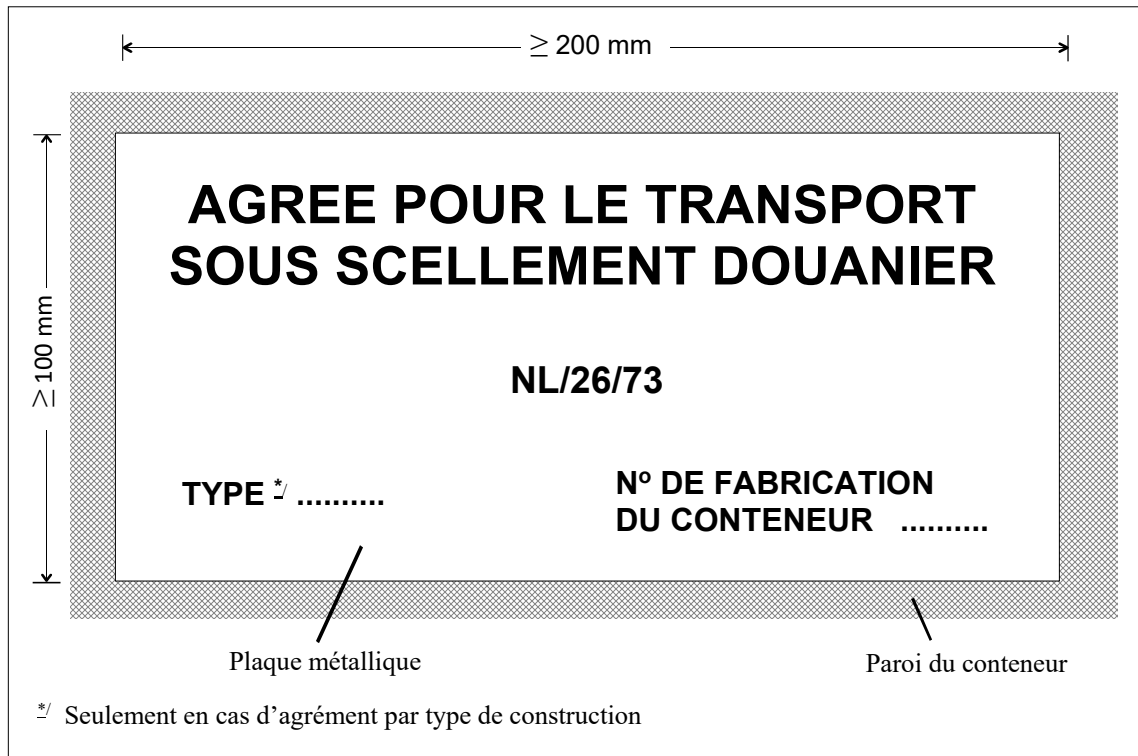 ≥ 200 mm
≥ 100 mm
AGREE POUR LE TRANSPORT
SOUS SCELLEMENT DOUANIER
NL/26/73
TYPE */ ..........
Nº DE FABRICATION
DU CONTENEUR ..........
Plaque métallique
Paroi du conteneur
*/ Seulement en cas d’agrément par type de construction